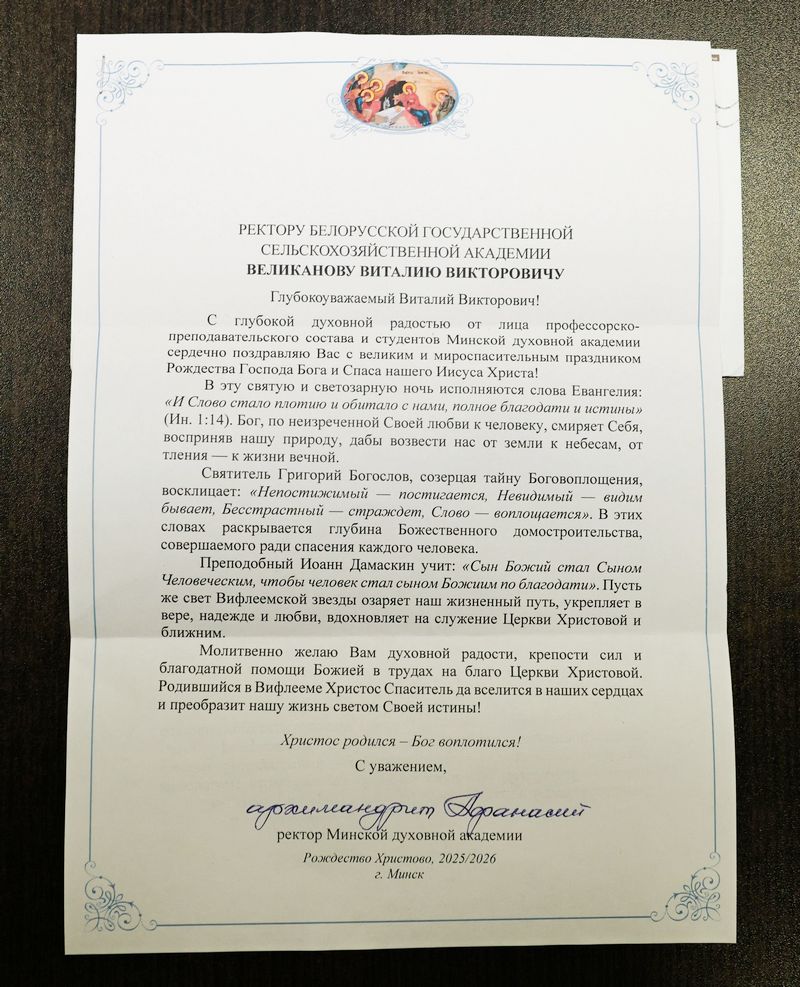 РЕКТОРУ БЕЛОРУССКОЙ ГОСУДАРСТВЕННОЙ
СЕЛЬСКОХОЗЯЙСТВЕННОЙ АКАДЕМИИ
ВЕЛИКАНОВУ ВИТАЛИЮ ВИКТОРОВИЧУ
Глубокоуважаемый Виталий Викторович!
С глубокой духовной радостью от лица профессорско-
преподавательского состава и студентов Минской духовной академии
сердечно поздравляю Вас с великим и мироспасительным праздником
Рождества Господа Бога и Спаса нашего Иисуса Христа!
В эту святую и светозарную ночь исполняются слова Евангелия:
«И Слово стало плотию и обитало с нами, полное благодати и истины»
(Ин. 1:14). Бог, по неизреченной Своей любви к человеку, смиряет Себя,
восприняв нашу природу, дабы возвести нас от земли к небесам, от
тления — к жизни вечной.
Святитель Григорий Богослов, созерцая тайну Боговоплощения,
восклицает: «Непостижимый — постигается, Невидимый — видим
бывает, Бесстрастный — страждет, Слово — воплощается». В этих
словах раскрывается глубина Божественного домостроительства,
совершаемого ради спасения каждого человека.
Преподобный Иоанн Дамаскин учит: «Сын Божий стал Сыном
Человеческим, чтобы человек стал сыном Божиим по благодати». Пусть
же свет Вифлеемской звезды озаряет наш жизненный путь, укрепляет в
вере, надежде и любви, вдохновляет на служение Церкви Христовой и
ближним.
Молитвенно желаю Вам духовной радости, крепости сил и
благодатной помощи Божией в трудах на благо Церкви Христовой.
Родившийся в Вифлееме Христос Спаситель да вселится в наших сердцах
и преобразит нашу жизнь светом Своей истины!
Христос родился – Бог воплотился!
С уважением,
архимандрит Афанасий
ректор Минской духовной академии
Рождество Христово, 2025/2026
г. Минск